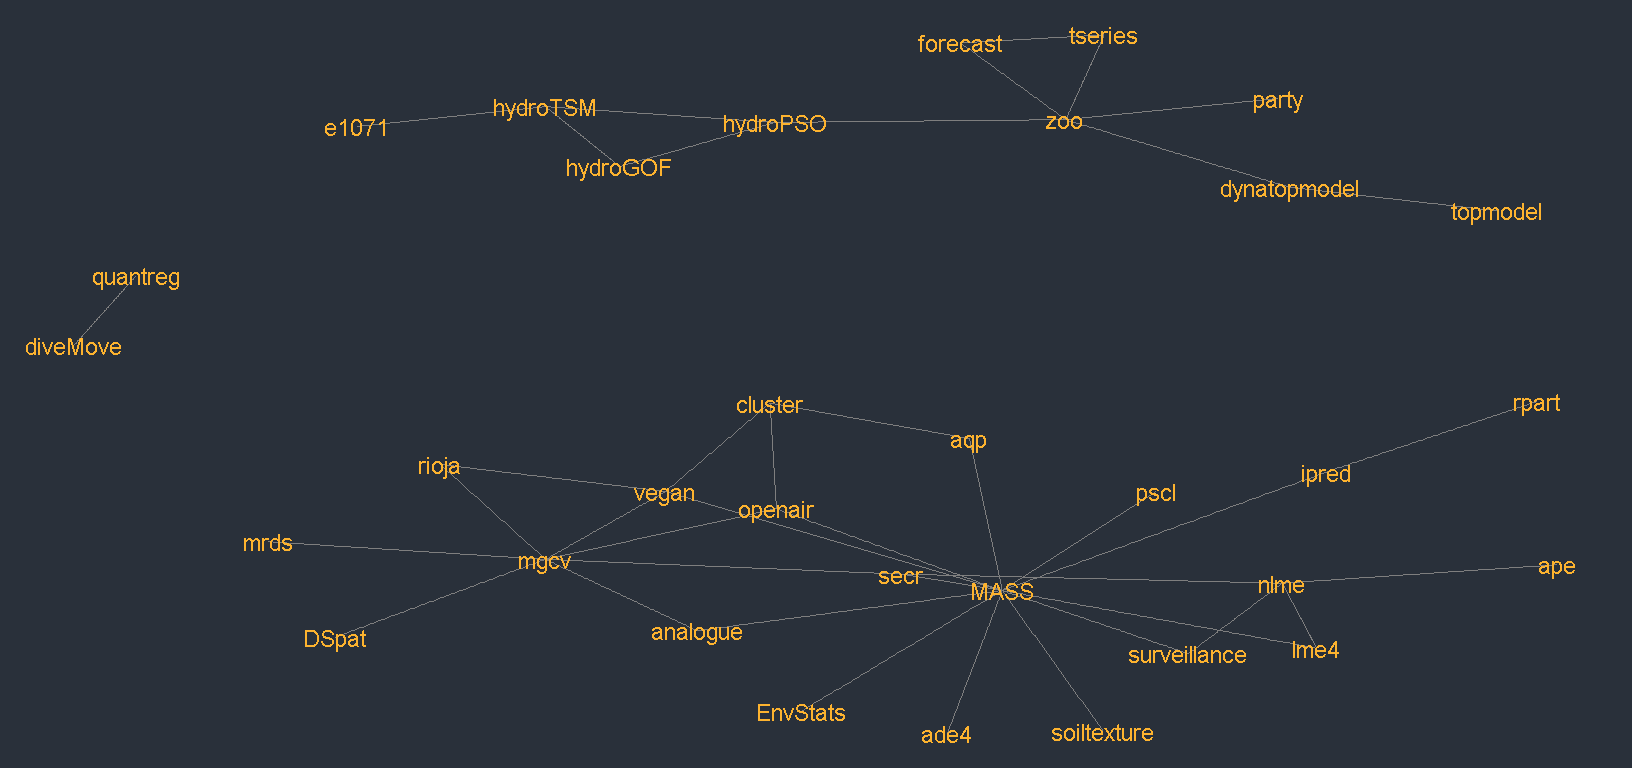 forecast
tseries
party
hydroTSM
e1071
hydroPSO
zoo
hydroGOF
dynatopmodel
topmodel
quantreg
diveMove
cluster
rpart
aqp
rioja
ipred
vegan
pscl
openair
mrds
mgcv
secr
MASS
nlme
ape
DSpat
analogue
surveillance
lme4
EnvStats
ade4
soiltexture